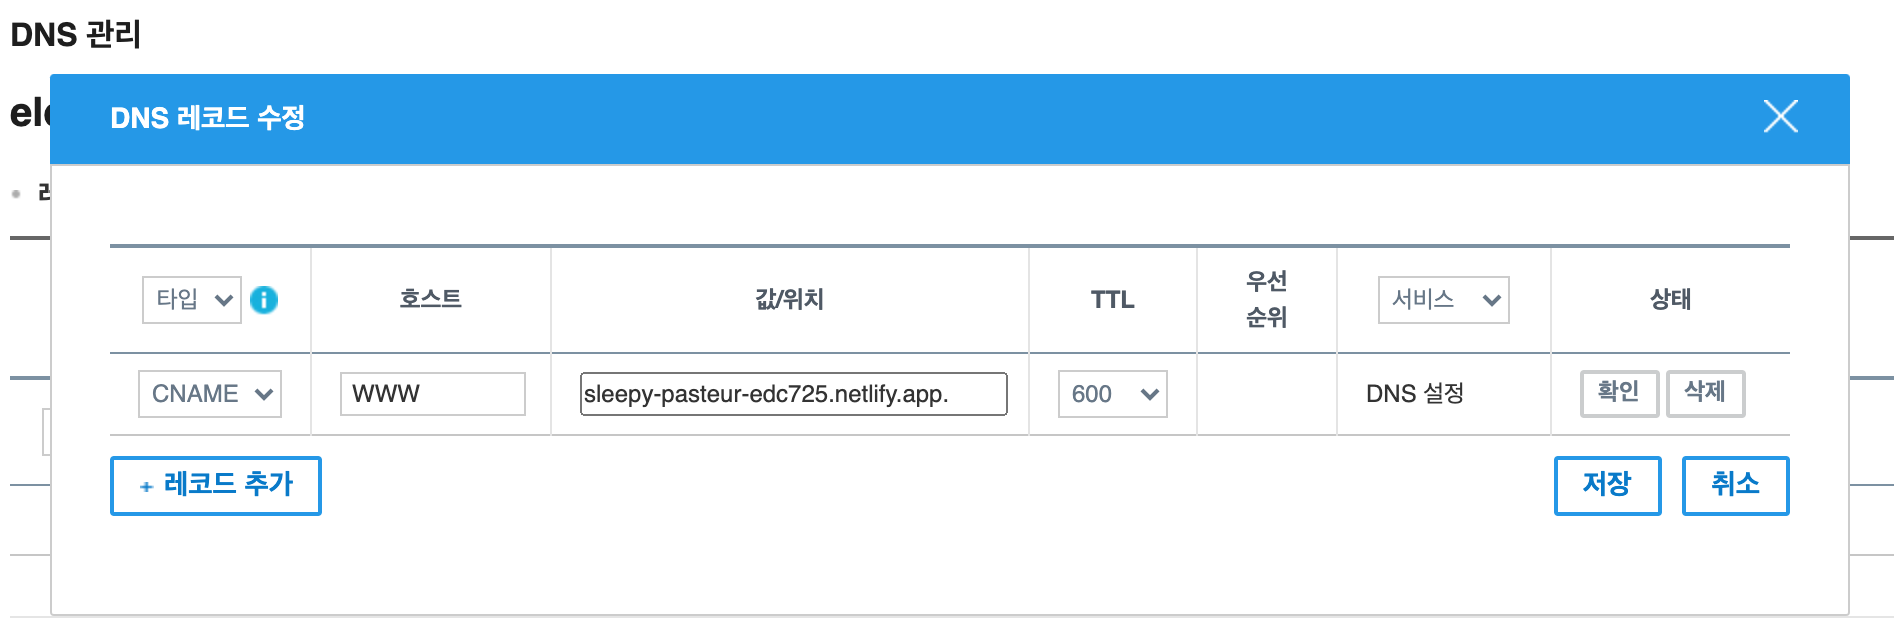 DNS 관리
DNS 레코드 수정
타입 호스트 값/위치 TTL 우선 순위 서비스 상태
CNAME WWW sleepy-pasteur-edc725.netlify.app. 600 DNS 설정 확인 삭제
+ 레코드 추가 저장 취소